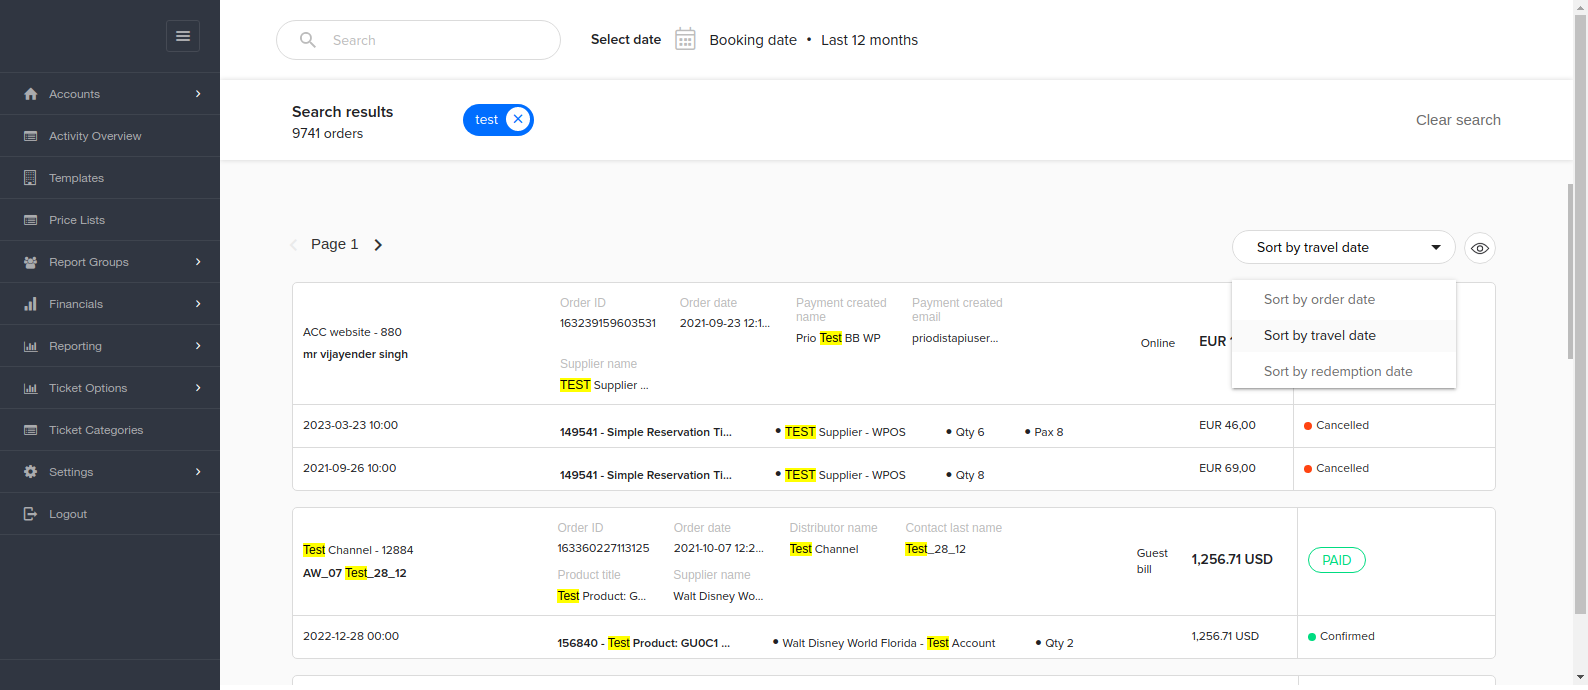 Search
Select date
Booking date • Last 12 months
Accounts
Activity Overview
Templates
Price Lists
Report Groups
Financials
Reporting
Ticket Options
Ticket Categories
Settings
Logout
Search results
9741 orders
test
Clear search
Page 1
Sort by travel date
Sort by order date
Sort by travel date
Sort by redemption date
ACC website - 880
mr vijayender singh
Order ID
163239159603531
Order date
2021-09-23 12:1...
Payment created
name
Prio Test BB WP
Payment created
email
priodistapiuser...
Supplier name
TEST Supplier ...
Online
EUR
2023-03-23 10:00
149541 - Simple Reservation Ti...
• TEST Supplier - WPOS
• Qty 6
• Pax 8
EUR 46,00
Cancelled
2021-09-26 10:00
149541 - Simple Reservation Ti...
• TEST Supplier - WPOS
• Qty 8
EUR 69,00
Cancelled
Test Channel - 12884
AW_07 Test_28_12
Order ID
163360227113125
Order date
2021-10-07 12:2...
Distributor name
Test Channel
Contact last name
Test_28_12
Product title
Test Product: G...
Supplier name
Walt Disney Wo...
Guest
bill
1,256.71 USD
PAID
2022-12-28 00:00
156840 - Test Product: GU0C1 ...
• Walt Disney World Florida - Test Account
• Qty 2
1,256.71 USD
Confirmed